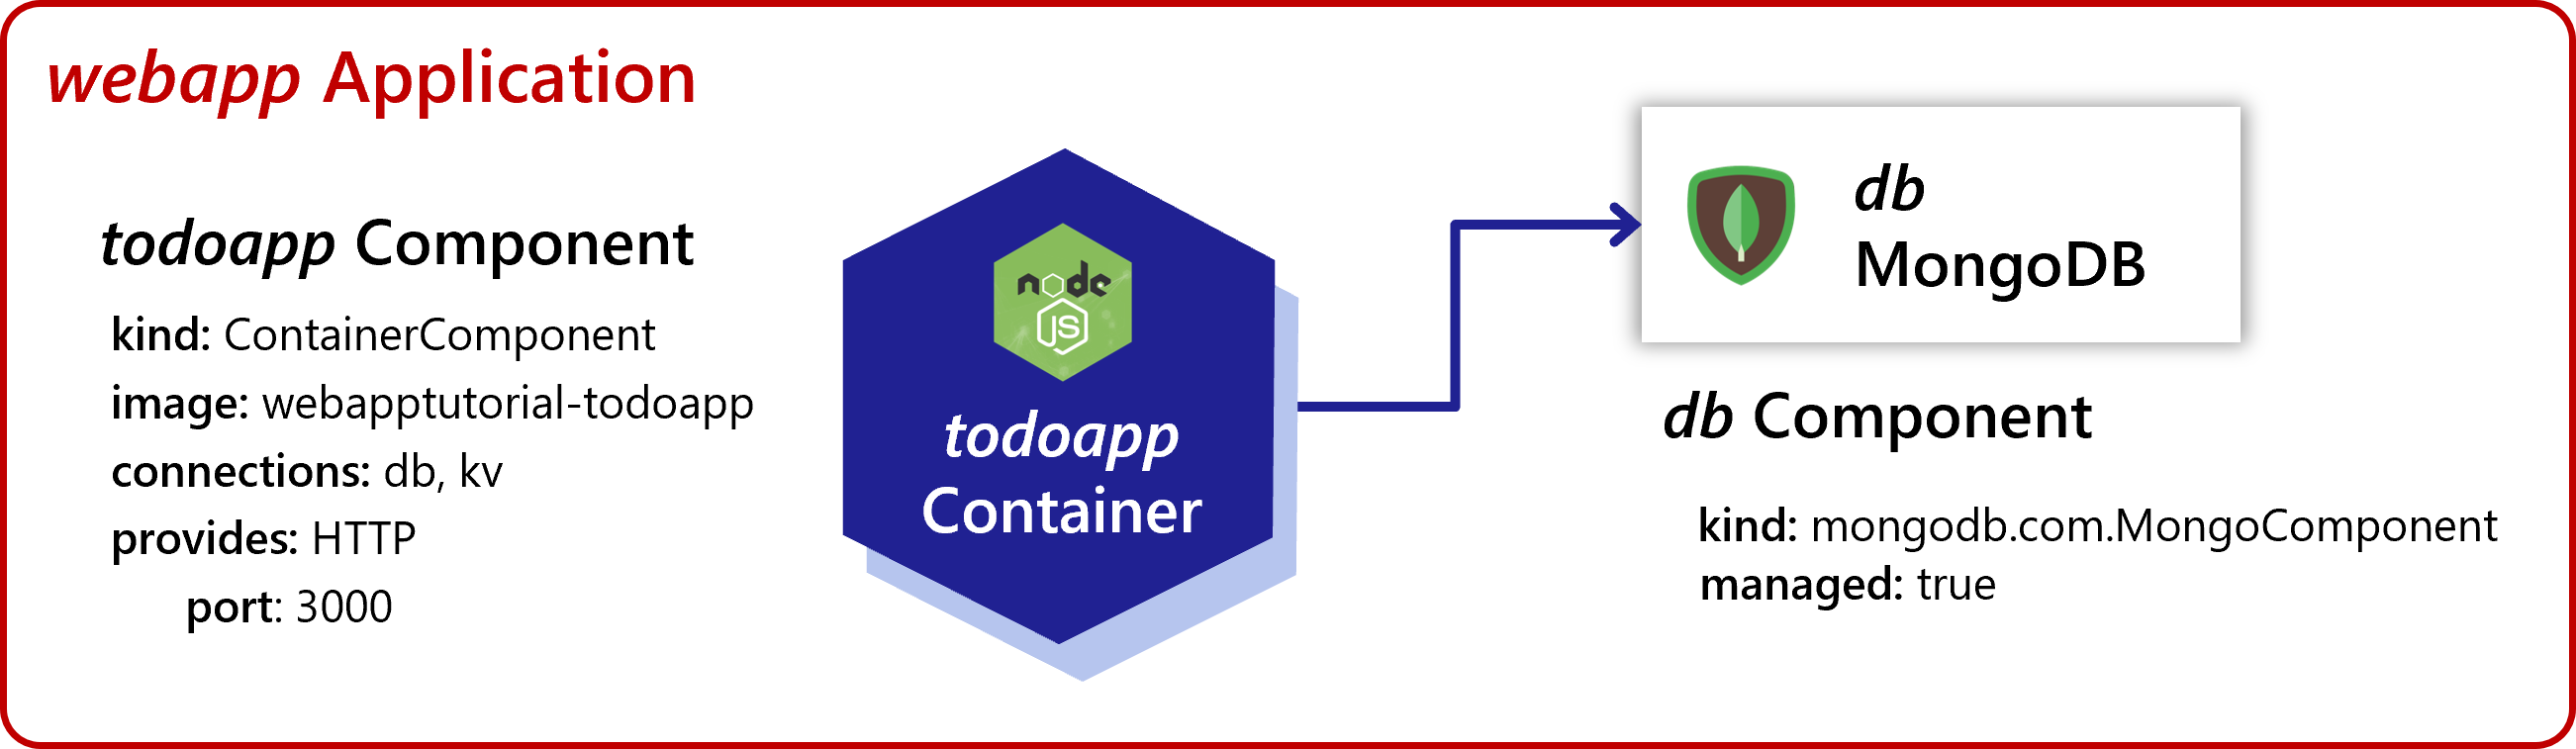 webapp Application
todoapp Component
kind: ContainerComponent
image: webapptutorial-todoapp
connections: db, kv
provides: HTTP
port: 3000
node
JS
todoapp
Container
db
MongoDB
db Component
kind: mongodb.com.MongoComponent
managed: true